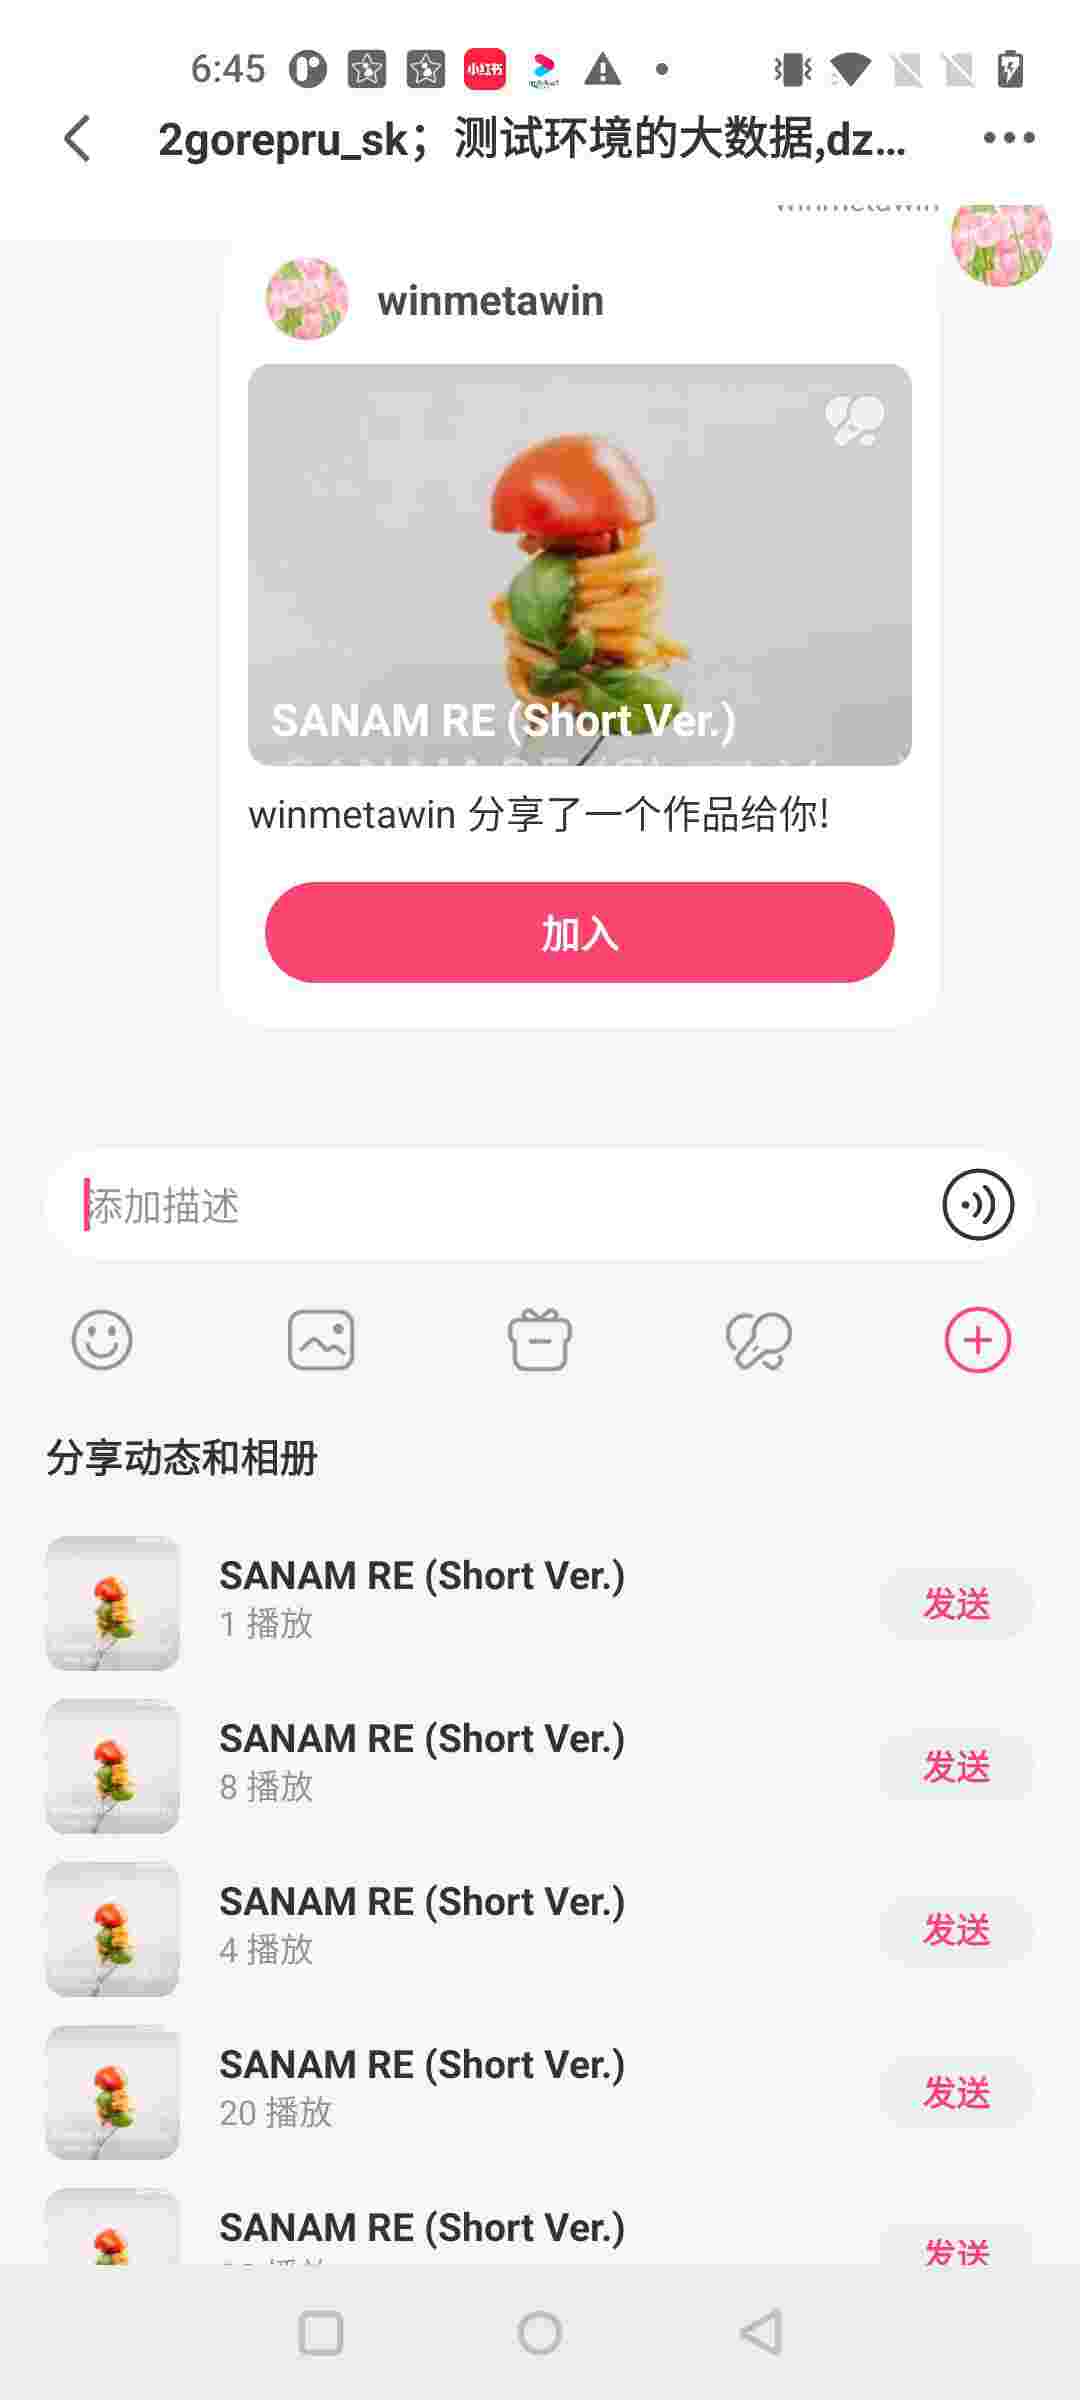 6:45
小红书
2gorepru_sk；测试环境的大数据,dz...
winmetawin
winmetawin
SANAM RE (Short Ver.)
winmetawin 分享了一个作品给你!
加入
添加描述
分享动态和相册
SANAM RE (Short Ver.)
1 播放
发送
SANAM RE (Short Ver.)
8 播放
发送
SANAM RE (Short Ver.)
4 播放
发送
SANAM RE (Short Ver.)
20 播放
发送
SANAM RE (Short Ver.)
发送